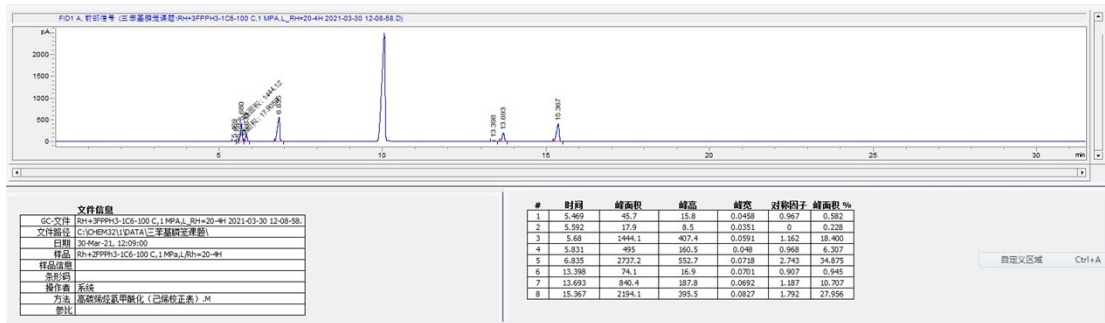 FID1 A, 前部信号 (三苯基膦笼课题\RH+3FPPH3-1C6-100 C,1 MPA,L_RH=20-4H 2021-03-30 12-08-58.D)
pA
2000
1500
1000
500
0
面积: 1444.12
6.835
13.398
13.693
15.367
5
10
15
20
25
30
min
文件信息
GC-文件 RH+3FPPH3-1C6-100 C,1 MPA,L_RH=20-4H 2021-03-30 12-08-58.
文件路径 C:\CHEM32\1\DATA\三苯基膦笼课题\
日期 30-Mar-21, 12:09:00
样品 Rh+2FPPh3-1C6-100 C,1 Mpa,L/Rh=20-4H
样品信息
条形码
操作者 系统
方法 高碳烯烃氢甲酰化（己烯校正表）.M
参比
# 时间 峰面积 峰高 峰宽 对称因子 峰面积 %
1 5.469 45.7 15.8 0.0458 0.967 0.582
2 5.592 17.9 8.5 0.0351 0 0.228
3 5.68 1444.1 407.4 0.0591 1.162 18.400
4 5.831 495 160.5 0.048 0.968 6.307
5 6.835 2737.2 552.7 0.0718 2.743 34.875
6 13.398 74.1 16.9 0.0701 0.907 0.945
7 13.693 840.4 187.8 0.0692 1.187 10.707
8 15.367 2194.1 395.5 0.0827 1.792 27.956
自定义区域 Ctrl+A